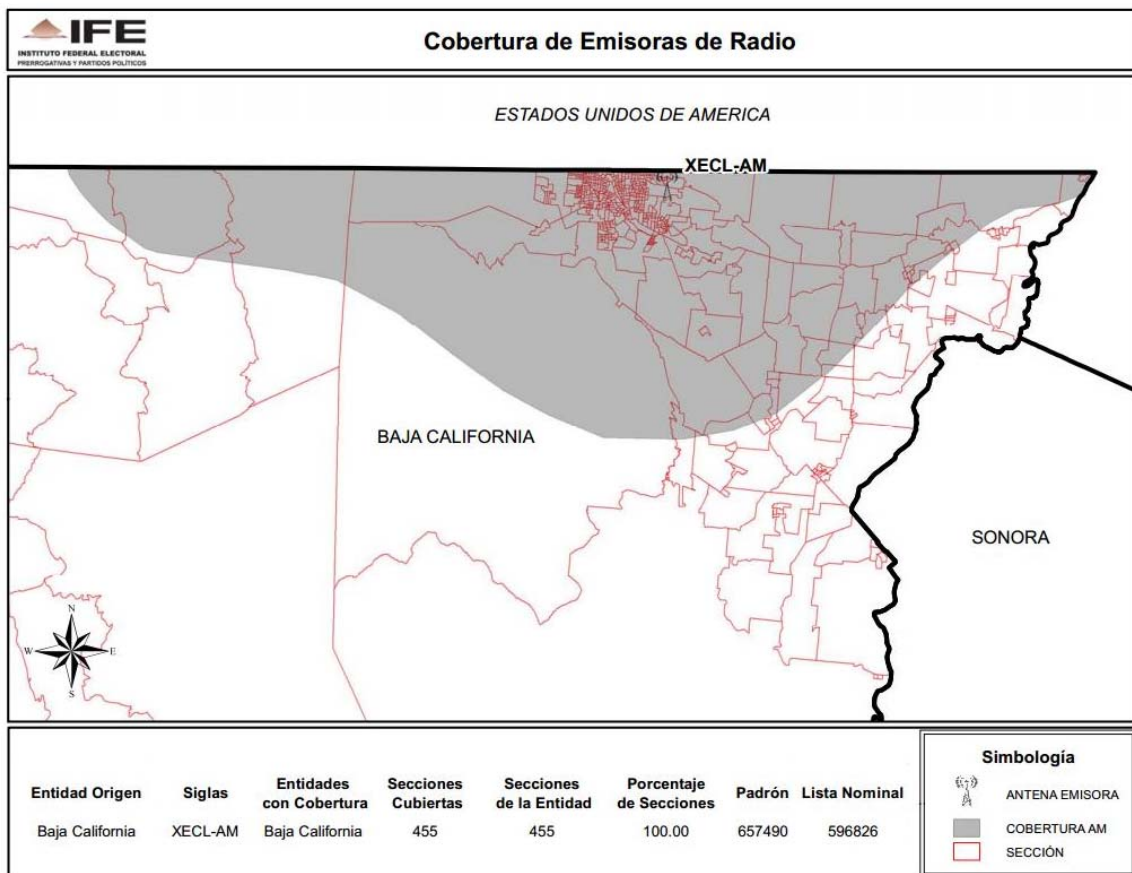 IFE
INSTITUTO FEDERAL ELECTORAL
PRERROGATIVAS Y PARTIDOS POLÍTICOS
Cobertura de Emisoras de Radio
ESTADOS UNIDOS DE AMERICA
XECL-AM
BAJA CALIFORNIA
SONORA
N
W E
S
Entidad Origen Siglas Entidades con Cobertura Secciones Cubiertas Secciones de la Entidad Porcentaje de Secciones Padrón Lista Nominal
Baja California XECL-AM Baja California 455 455 100.00 657490 596826
Simbología
ANTENA EMISORA
COBERTURA AM
SECCIÓN